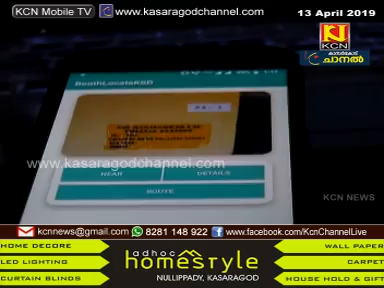 KCN Mobile TV www.kasaragodchannel.com 13 April 2019
KCN
കാസർകോട്
ചാനൽ
BoothLocateKSD
www.kasaragodchannel.com
NEAR DETAILS
ROUTE
KCN NEWS
kcnnews@gmail.com 8281 148 922 facebook.com/KcnChannelLive
HOME DECORE
LED LIGHTING
CURTAIN BLINDS
adhoc
homestyle
NULLIPPADY, KASARAGOD
WALL PAPER
CARPET
HOUSE HOLD & GIFT